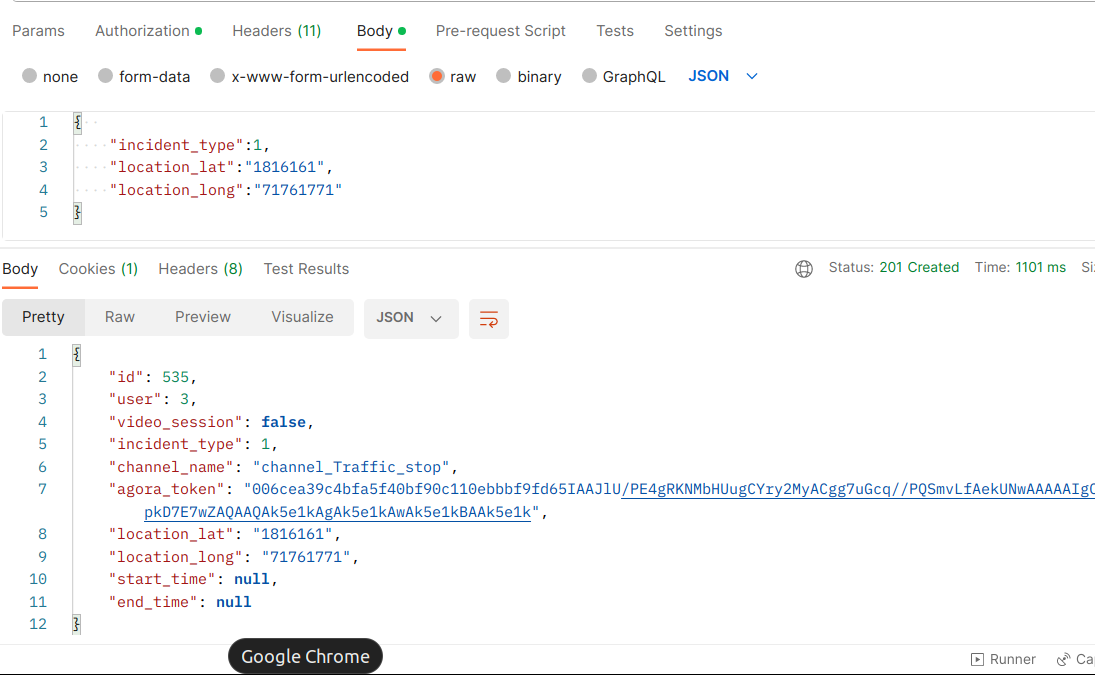 Params Authorization Headers (11) Body Pre-request Script Tests Settings
none form-data x-www-form-urlencoded raw binary GraphQL JSON
1 {
2 "incident_type":1,
3 "location_lat":"1816161",
4 "location_long":"71761771"
5 }
Body Cookies (1) Headers (8) Test Results Status: 201 Created Time: 1101 ms Si
Pretty Raw Preview Visualize JSON
1 {
2 "id": 535,
3 "user": 3,
4 "video_session": false,
5 "incident_type": 1,
6 "channel_name": "channel_Traffic_stop",
7 "agora_token": "006cea39c4bfa5f40bf90c110ebbbf9fd65IAAJlU/PE4gRKNMbHUugCYry2MyACgg7uGcq//PQSmvLfAekUNwAAAAAIgC
pkD7E7wZAQAAQAk5e1kAgAk5e1kAwAk5e1kBAAk5e1k",
8 "location_lat": "1816161",
9 "location_long": "71761771",
10 "start_time": null,
11 "end_time": null
12 }
Google Chrome
Runner Ca